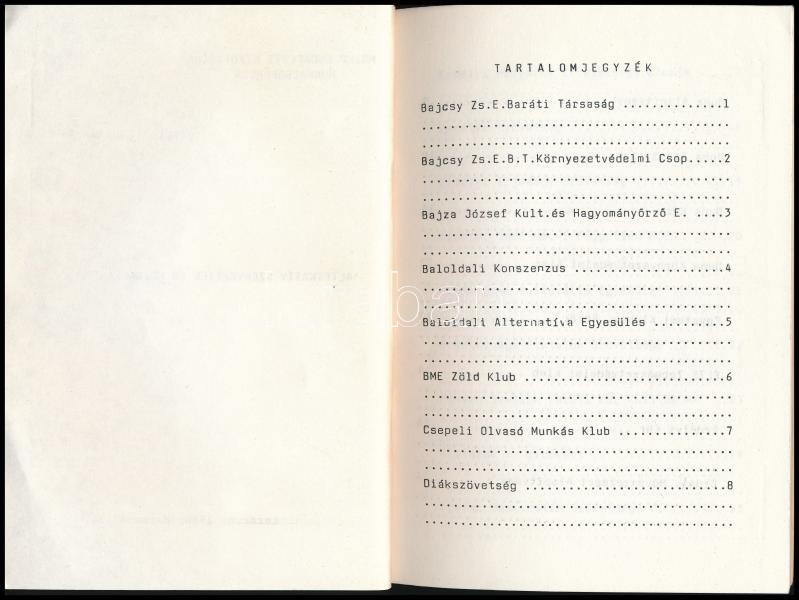 TARTALOMJEGYZÉK
Bajcsy Zs.E.Baráti Társaság ..............1
Bajcsy Zs.E.B.T.Környezetvédelmi Csop.....2
Bajza József Kult.és Hagyományőrző E. ....3
Baloldali Konszenzus ....................4
Baloldali Alternatíva Egyesülés ..........5
BME Zöld Klub ............................6
Csepeli Olvasó Munkás Klub ...............7
Diákszövetség ............................8